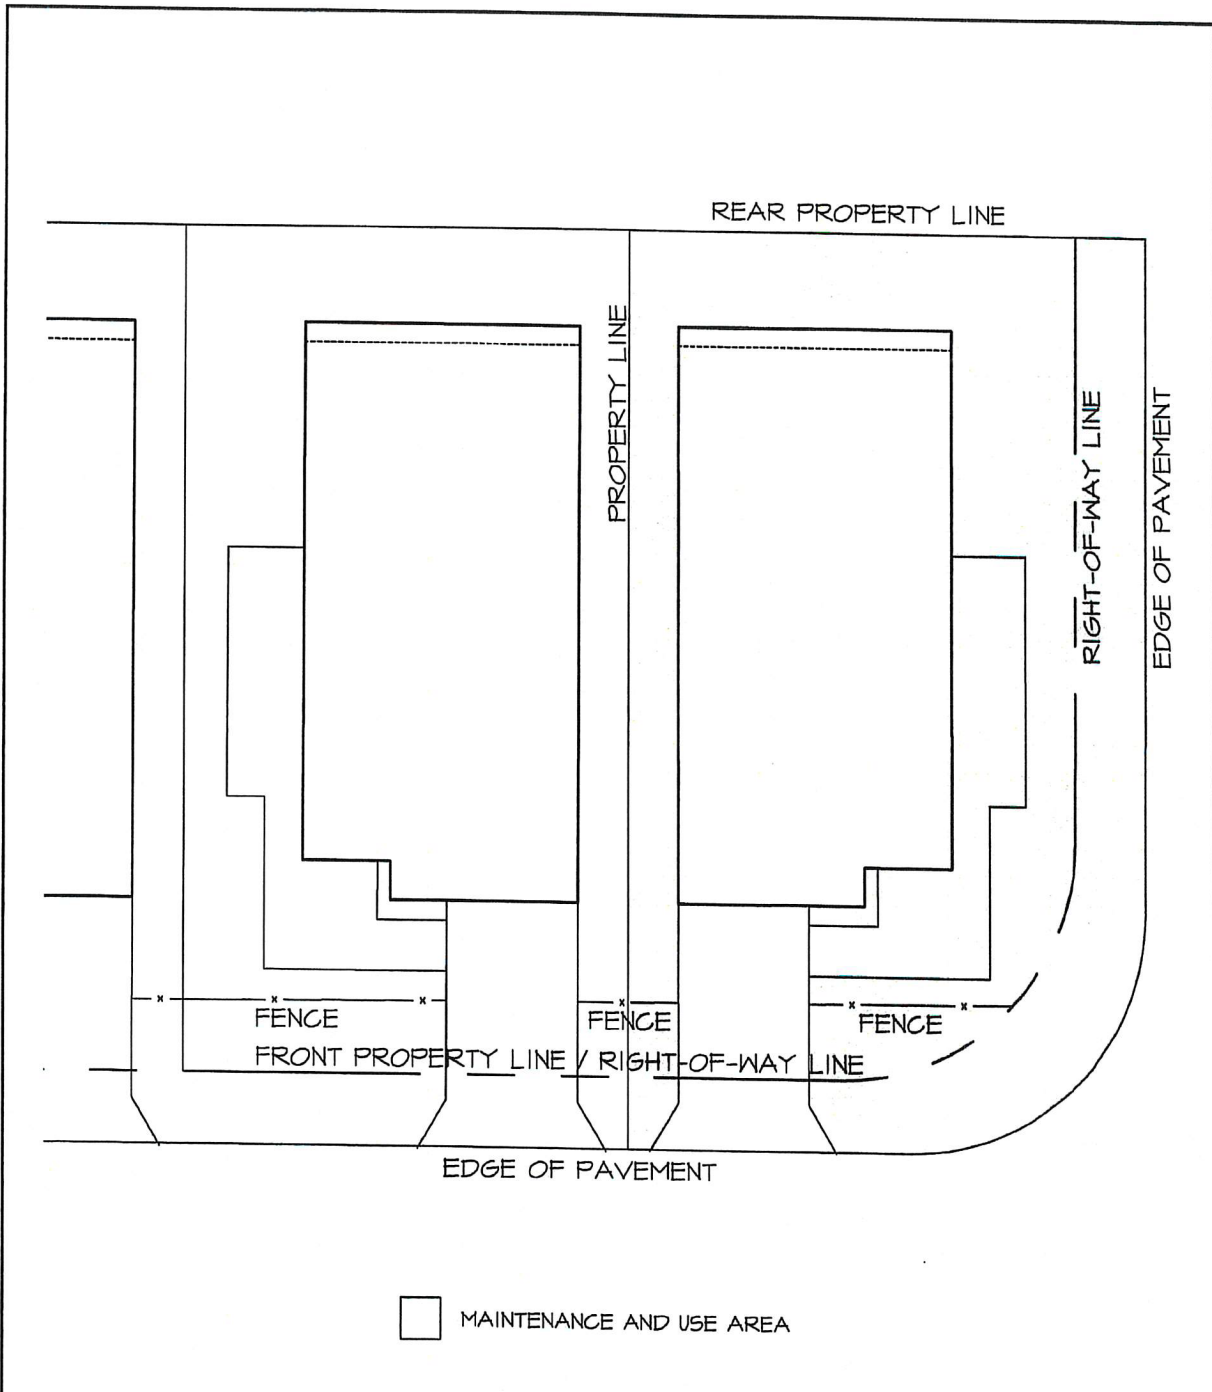 REAR PROPERTY LINE
PROPERTY LINE
RIGHT-OF-WAY LINE
EDGE OF PAVEMENT
FENCE
FENCE
FENCE
FRONT PROPERTY LINE / RIGHT-OF-WAY LINE
EDGE OF PAVEMENT
MAINTENANCE AND USE AREA